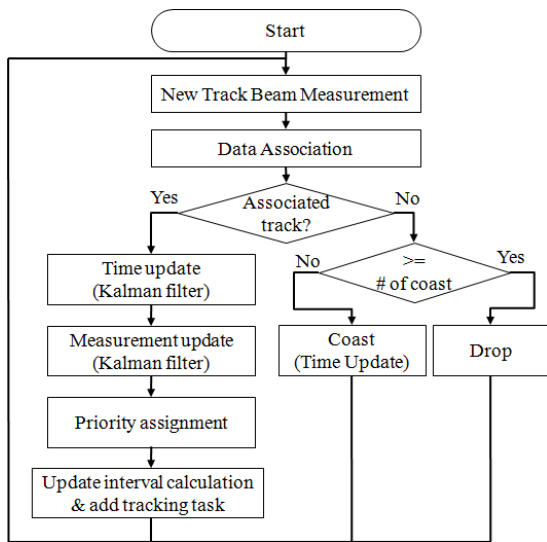 Start
New Track Beam Measurement
Data Association
Yes
Associated
track?
No
No
>=
# of coast
Yes
Time update
(Kalman filter)
Measurement update
(Kalman filter)
Coast
(Time Update)
Drop
Priority assignment
Update interval calculation
& add tracking task